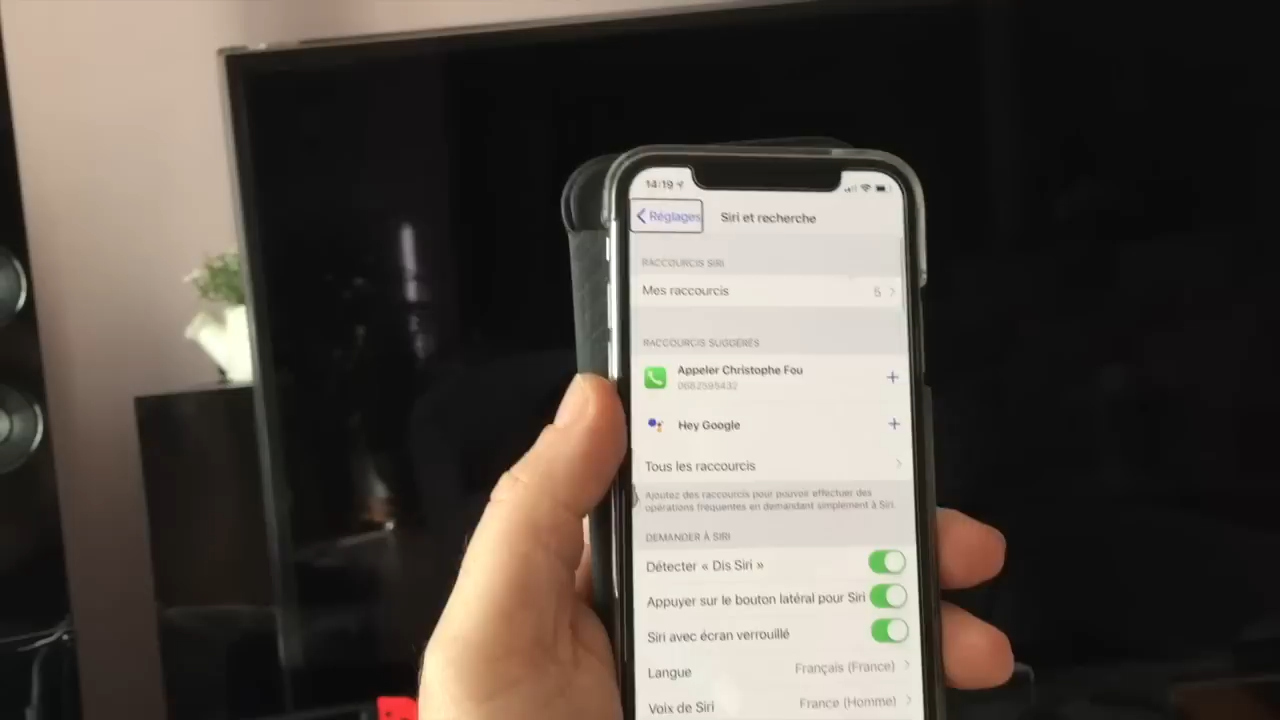 14:19
Réglages
Siri et recherche
RACCOURCIS SIRI
Mes raccourcis 5
RACCOURCIS SUGGÉRÉS
Appeler Christophe Fou
0682595432
Hey Google
Tous les raccourcis
Ajoutez des raccourcis pour pouvoir effectuer des
opérations fréquentes en demandant simplement à Siri.
DEMANDER À SIRI
Détecter « Dis Siri »
Appuyer sur le bouton latéral pour Siri
Siri avec écran verrouillé
Langue Français (France)
Voix de Siri France (Homme)